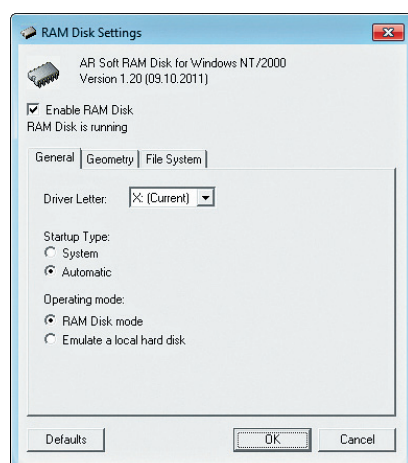 RAM Disk Settings
AR Soft RAM Disk for Windows NT/2000
Version 1.20 (09.10.2011)
Enable RAM Disk
RAM Disk is running
General Geometry File System
Driver Letter: X: (Current)
Startup Type:
System
Automatic
Operating mode:
RAM Disk mode
Emulate a local hard disk
Defaults OK Cancel